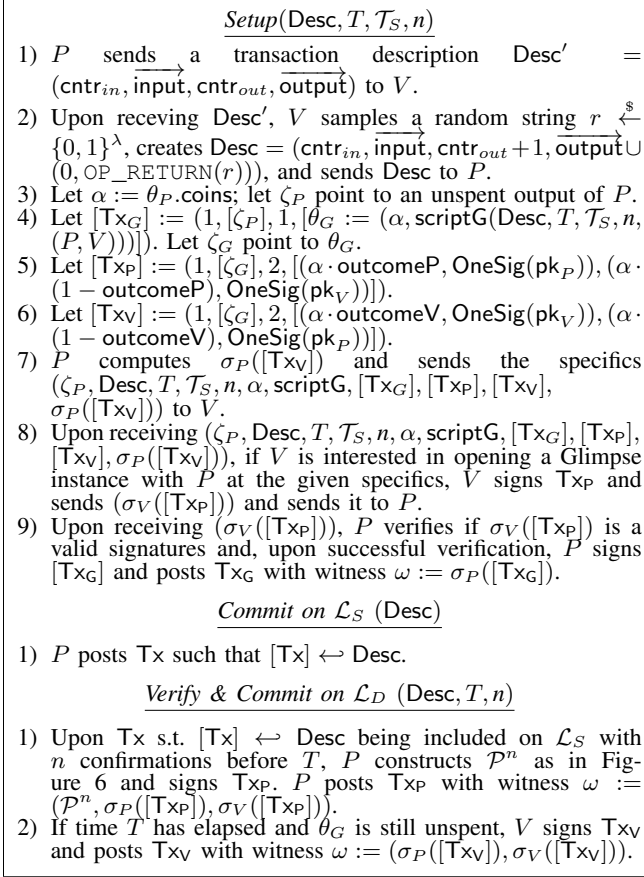 Setup(Desc, T, 𝒯_S, n)
1) P sends a transaction description Desc′ =
(cntr_in, input→, cntr_out, output→) to V.
2) Upon receving Desc′, V samples a random string r ←$
{0, 1}^λ, creates Desc = (cntr_in, input→, cntr_out + 1, output→ ∪
(0, OP_RETURN(r))), and sends Desc to P.
3) Let α := θ_P.coins; let ζ_P point to an unspent output of P.
4) Let [Tx_G] := (1, [ζ_P], 1, [θ_G := (α, scriptG(Desc, T, 𝒯_S, n,
(P, V)))]). Let ζ_G point to θ_G.
5) Let [Tx_P] := (1, [ζ_G], 2, [(α · outcomeP, OneSig(pk_P)), (α ·
(1 − outcomeP), OneSig(pk_V))]).
6) Let [Tx_V] := (1, [ζ_G], 2, [(α · outcomeV, OneSig(pk_V)), (α ·
(1 − outcomeV), OneSig(pk_P))]).
7) P computes σ_P([Tx_V]) and sends the specifics
(ζ_P, Desc, T, 𝒯_S, n, α, scriptG, [Tx_G], [Tx_P], [Tx_V],
σ_P([Tx_V])) to V.
8) Upon receiving (ζ_P, Desc, T, 𝒯_S, n, α, scriptG, [Tx_G], [Tx_P],
[Tx_V], σ_P([Tx_V])), if V is interested in opening a Glimpse
instance with P at the given specifics, V signs Tx_P and
sends (σ_V([Tx_P])) and sends it to P.
9) Upon receiving (σ_V([Tx_P])), P verifies if σ_V([Tx_P]) is a
valid signatures and, upon successful verification, P signs
[Tx_G] and posts Tx_G with witness ω := σ_P([Tx_G]).
Commit on ℒ_S (Desc)
1) P posts Tx such that [Tx] ↩ Desc.
Verify & Commit on ℒ_D (Desc, T, n)
1) Upon Tx s.t. [Tx] ↩ Desc being included on ℒ_S with
n confirmations before T, P constructs 𝒫^n as in Fig-
ure 6 and signs Tx_P. P posts Tx_P with witness ω :=
(𝒫^n, σ_P([Tx_P]), σ_V([Tx_P])).
2) If time T has elapsed and θ_G is still unspent, V signs Tx_V
and posts Tx_V with witness ω := (σ_P([Tx_V]), σ_V([Tx_V])).